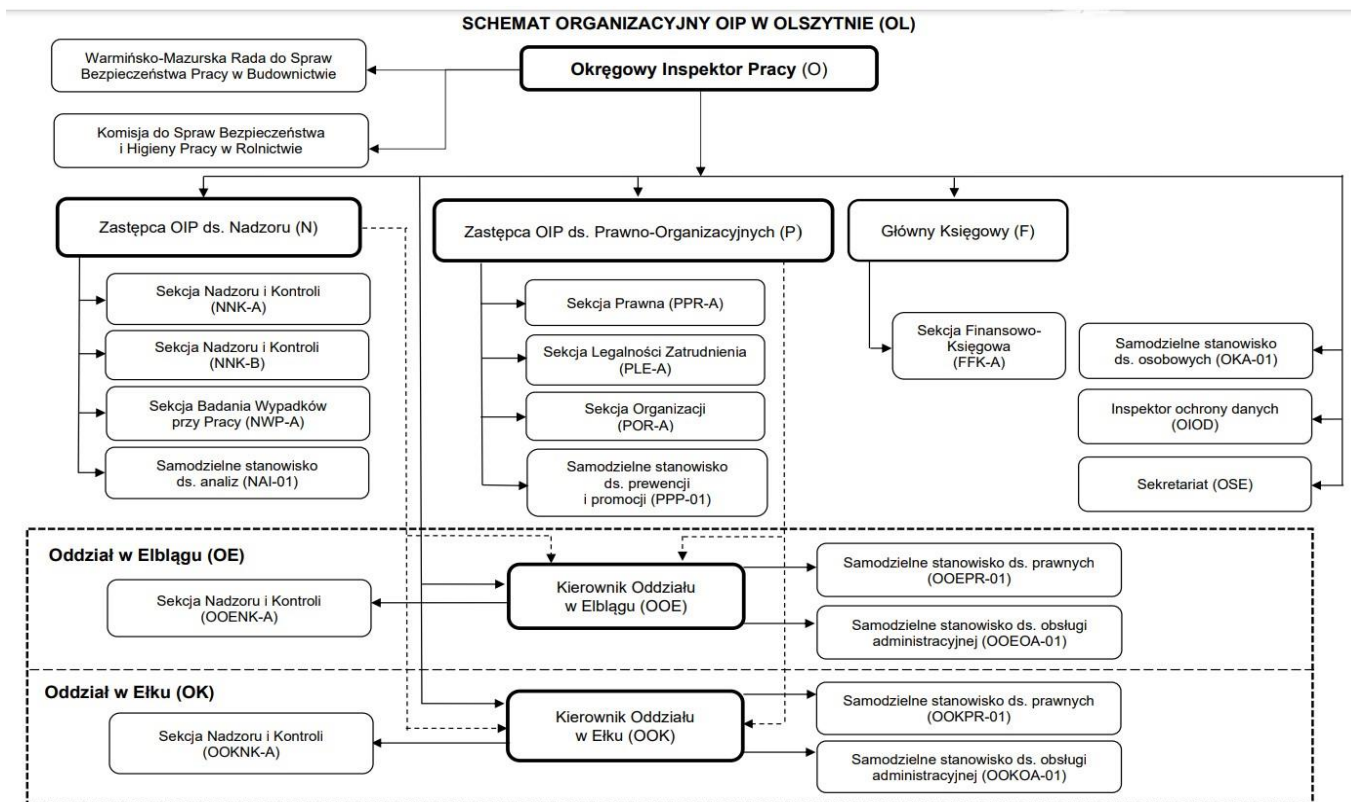 SCHEMAT ORGANIZACYJNY OIP W OLSZTYNIE (OL)
Warmińsko-Mazurska Rada do Spraw
Bezpieczeństwa Pracy w Budownictwie
Okręgowy Inspektor Pracy (O)
Komisja do Spraw Bezpieczeństwa
i Higieny Pracy w Rolnictwie
Zastępca OIP ds. Nadzoru (N)
Zastępca OIP ds. Prawno-Organizacyjnych (P)
Główny Księgowy (F)
Sekcja Nadzoru i Kontroli
(NNK-A)
Sekcja Nadzoru i Kontroli
(NNK-B)
Sekcja Badania Wypadków
przy Pracy (NWP-A)
Samodzielne stanowisko
ds. analiz (NAI-01)
Sekcja Prawna (PPR-A)
Sekcja Legalności Zatrudnienia
(PLE-A)
Sekcja Organizacji
(POR-A)
Samodzielne stanowisko
ds. prewencji
i promocji (PPP-01)
Sekcja Finansowo-
Księgowa
(FFK-A)
Samodzielne stanowisko
ds. osobowych (OKA-01)
Inspektor ochrony danych
(OIOD)
Sekretariat (OSE)
Oddział w Elblągu (OE)
Sekcja Nadzoru i Kontroli
(OOENK-A)
Kierownik Oddziału
w Elblągu (OOE)
Samodzielne stanowisko ds. prawnych
(OOEPR-01)
Samodzielne stanowisko ds. obsługi
administracyjnej (OOEOA-01)
Oddział w Ełku (OK)
Sekcja Nadzoru i Kontroli
(OOKNK-A)
Kierownik Oddziału
w Ełku (OOK)
Samodzielne stanowisko ds. prawnych
(OOKPR-01)
Samodzielne stanowisko ds. obsługi
administracyjnej (OOKOA-01)